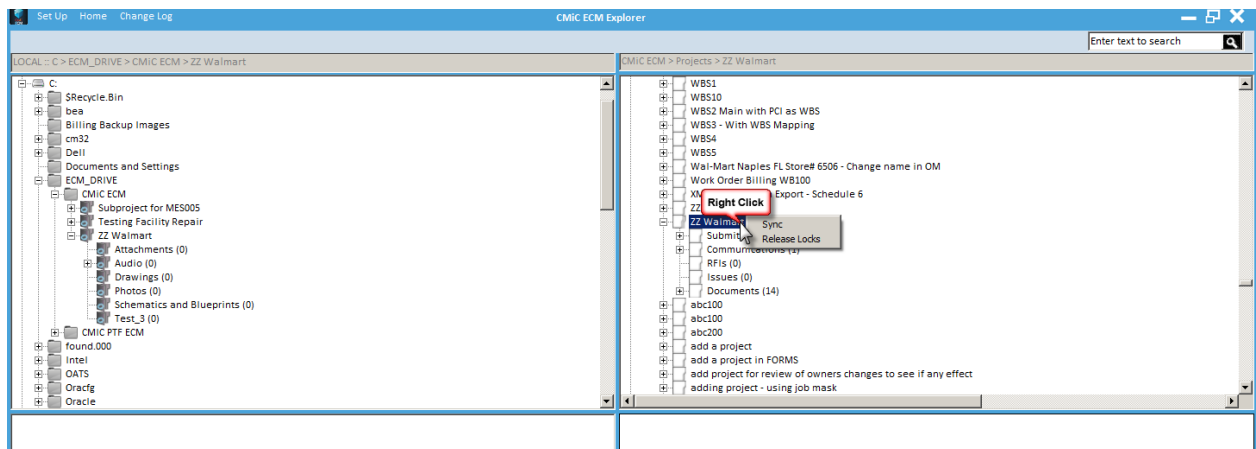 Set Up Home Change Log CMiC ECM Explorer
Enter text to search
LOCAL :: C > ECM_DRIVE > CMiC ECM > ZZ Walmart
C:
$Recycle.Bin
bea
Billing Backup Images
cm32
Dell
Documents and Settings
ECM_DRIVE
CMiC ECM
Subproject for MES005
Testing Facility Repair
ZZ Walmart
Attachments (0)
Audio (0)
Drawings (0)
Photos (0)
Schematics and Blueprints (0)
Test_3 (0)
CMIC PTF ECM
found.000
Intel
OATS
Oracfg
Oracle
CMiC ECM > Projects > ZZ Walmart
WBS1
WBS10
WBS2 Main with PCI as WBS
WBS3 - With WBS Mapping
WBS4
WBS5
Wal-Mart Naples FL Store# 6506 - Change name in OM
Work Order Billing WB100
Export - Schedule 6
Right Click
ZZ
ZZ Walmart
Sync
Release Locks
Submit
Communications (1)
RFIs (0)
Issues (0)
Documents (14)
abc100
abc100
abc200
add a project
add a project in FORMS
add project for review of owners changes to see if any effect
adding project - using job mask